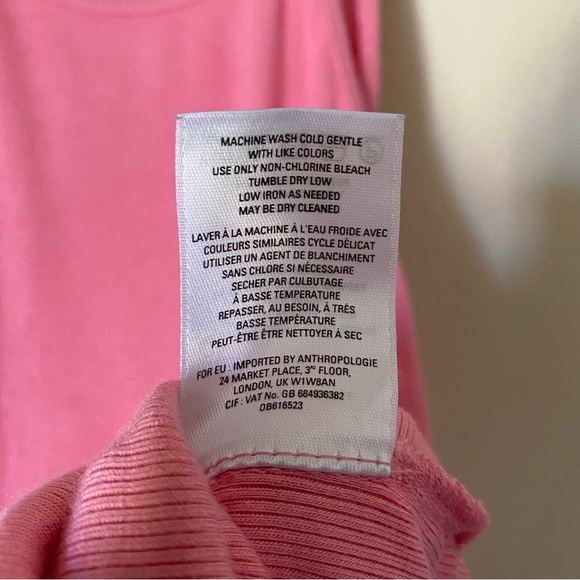 MACHINE WASH COLD GENTLE
WITH LIKE COLORS
USE ONLY NON-CHLORINE BLEACH
TUMBLE DRY LOW
LOW IRON AS NEEDED
MAY BE DRY CLEANED
LAVER À LA MACHINE À L'EAU FROIDE AVEC
COULEURS SIMILAIRES CYCLE DÉLICAT
UTILISER UN AGENT DE BLANCHIMENT
SANS CHLORE SI NÉCESSAIRE
SECHER PAR CULBUTAGE
À BASSE TEMPERATURE
REPASSER, AU BESOIN, À TRÈS
BASSE TEMPÉRATURE
PEUT-ÊTRE ÊTRE NETTOYER À SEC
FOR EU : IMPORTED BY ANTHROPOLOGIE
24 MARKET PLACE, 3RD FLOOR,
LONDON, UK W1W8AN
CIF : VAT No. GB 684936382
OB616523